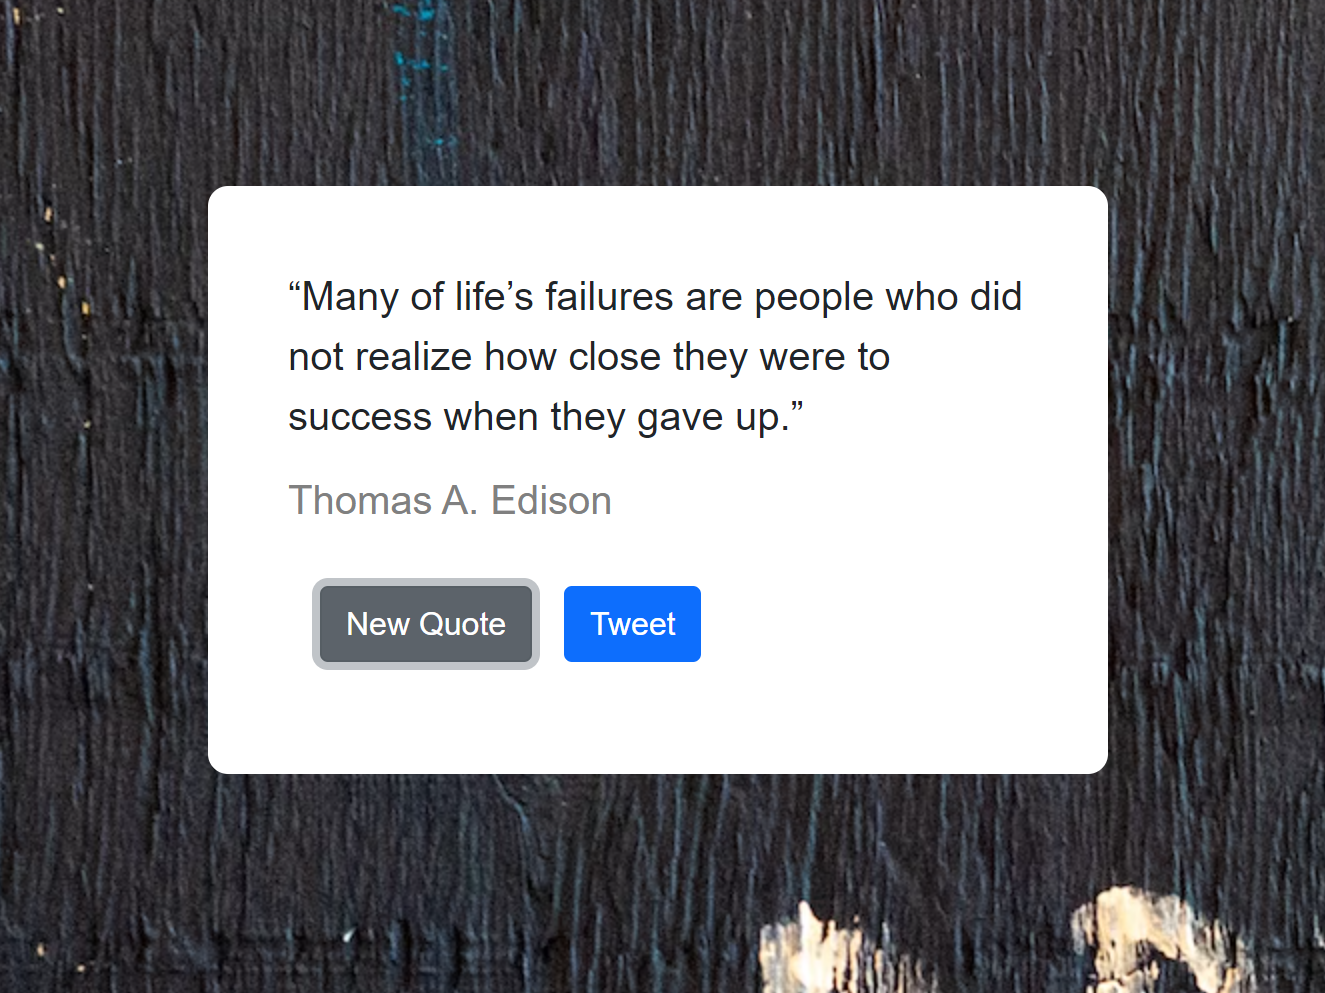 “Many of life’s failures are people who did
not realize how close they were to
success when they gave up.”
Thomas A. Edison
New Quote
Tweet